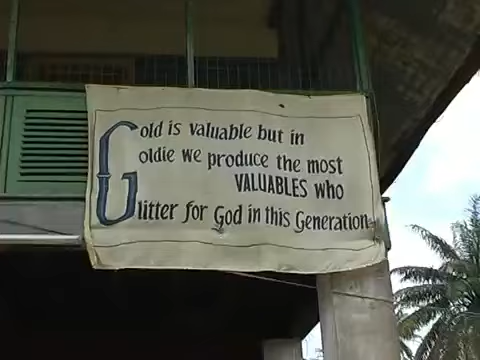 Gold is valuable but in
Goldie we produce the most
VALUABLES who
Glitter for God in this Generation